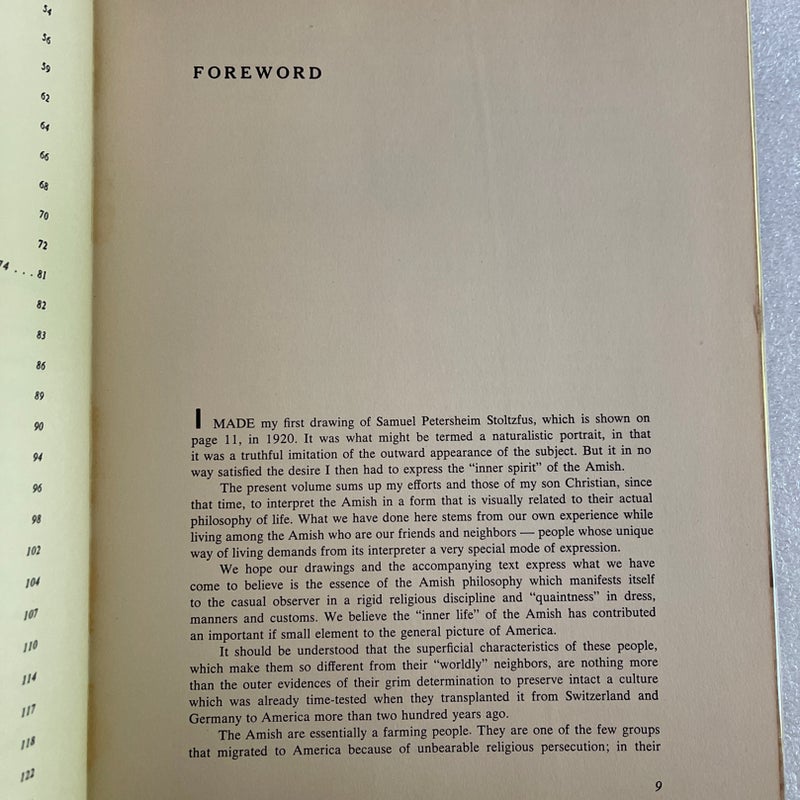 34
36
39
62
64
66
68
70
72
74 ...81
82
83
86
89
90
94
96
98
102
104
107
110
114
117
118
122
FOREWORD
I MADE my first drawing of Samuel Petersheim Stoltzfus, which is shown on
page 11, in 1920. It was what might be termed a naturalistic portrait, in that
it was a truthful imitation of the outward appearance of the subject. But it in no
way satisfied the desire I then had to express the “inner spirit” of the Amish.
The present volume sums up my efforts and those of my son Christian, since
that time, to interpret the Amish in a form that is visually related to their actual
philosophy of life. What we have done here stems from our own experience while
living among the Amish who are our friends and neighbors — people whose unique
way of living demands from its interpreter a very special mode of expression.
We hope our drawings and the accompanying text express what we have
come to believe is the essence of the Amish philosophy which manifests itself
to the casual observer in a rigid religious discipline and “quaintness” in dress,
manners and customs. We believe the “inner life” of the Amish has contributed
an important if small element to the general picture of America.
It should be understood that the superficial characteristics of these people,
which make them so different from their “worldly” neighbors, are nothing more
than the outer evidences of their grim determination to preserve intact a culture
which was already time-tested when they transplanted it from Switzerland and
Germany to America more than two hundred years ago.
The Amish are essentially a farming people. They are one of the few groups
that migrated to America because of unbearable religious persecution; in their
9